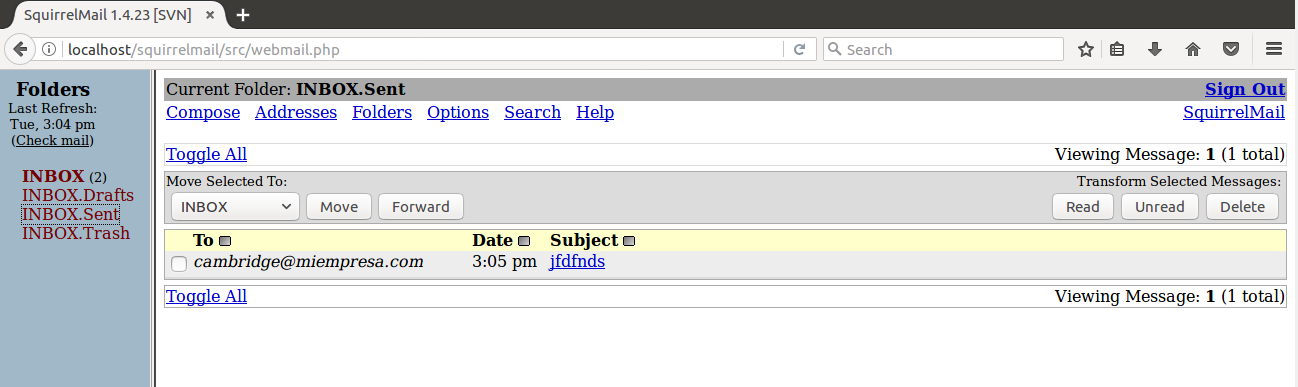 SquirrelMail 1.4.23 [SVN]
localhost/squirrelmail/src/webmail.php
Search
Folders
Last Refresh:
Tue, 3:04 pm
(Check mail)
INBOX (2)
INBOX.Drafts
INBOX.Sent
INBOX.Trash
Current Folder: INBOX.Sent Sign Out
Compose Addresses Folders Options Search Help SquirrelMail
Toggle All Viewing Message: 1 (1 total)
Move Selected To: Transform Selected Messages:
INBOX Move Forward Read Unread Delete
To Date Subject
cambridge@miempresa.com 3:05 pm jfdfnds
Toggle All Viewing Message: 1 (1 total)